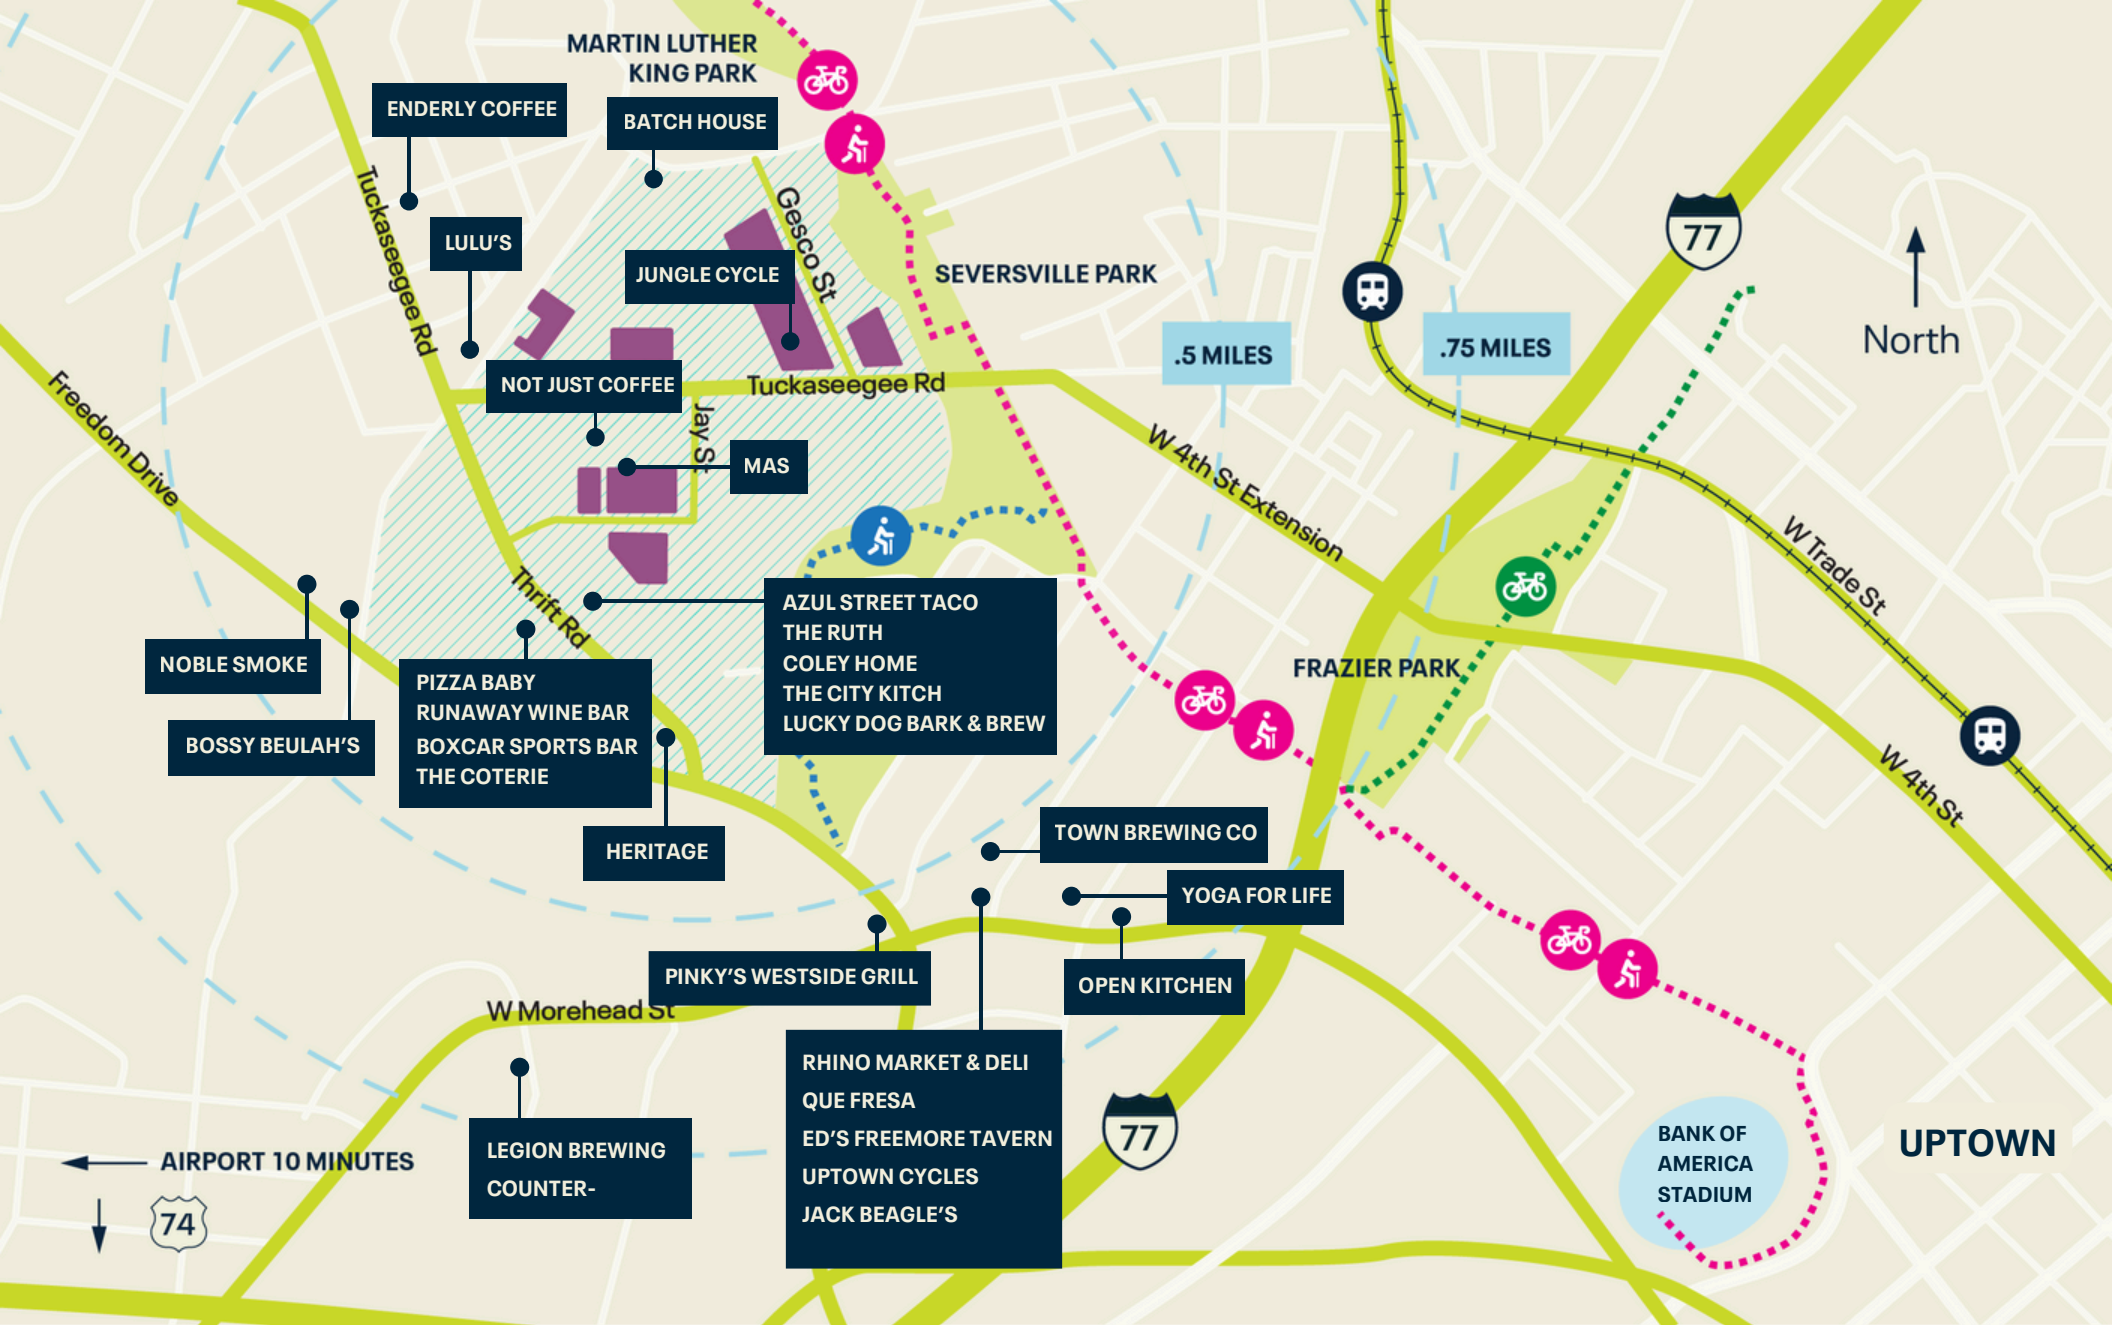 MARTIN LUTHER
KING PARK
ENDERLY COFFEE
BATCH HOUSE
Tuckaseegee Rd
Gesco St
LULU'S
JUNGLE CYCLE
SEVERSVILLE PARK
77
North
.5 MILES
.75 MILES
NOT JUST COFFEE
Tuckaseegee Rd
Freedom Drive
Jay St
MAS
W 4th St Extension
W Trade St
Thrift Rd
AZUL STREET TACO
THE RUTH
COLEY HOME
THE CITY KITCH
LUCKY DOG BARK & BREW
NOBLE SMOKE
BOSSY BEULAH'S
PIZZA BABY
RUNAWAY WINE BAR
BOXCAR SPORTS BAR
THE COTERIE
FRAZIER PARK
W 4th St
HERITAGE
TOWN BREWING CO
YOGA FOR LIFE
PINKY'S WESTSIDE GRILL
OPEN KITCHEN
W Morehead St
RHINO MARKET & DELI
QUE FRESA
ED'S FREEMORE TAVERN
UPTOWN CYCLES
JACK BEAGLE'S
77
LEGION BREWING
COUNTER-
AIRPORT 10 MINUTES
74
BANK OF
AMERICA
STADIUM
UPTOWN